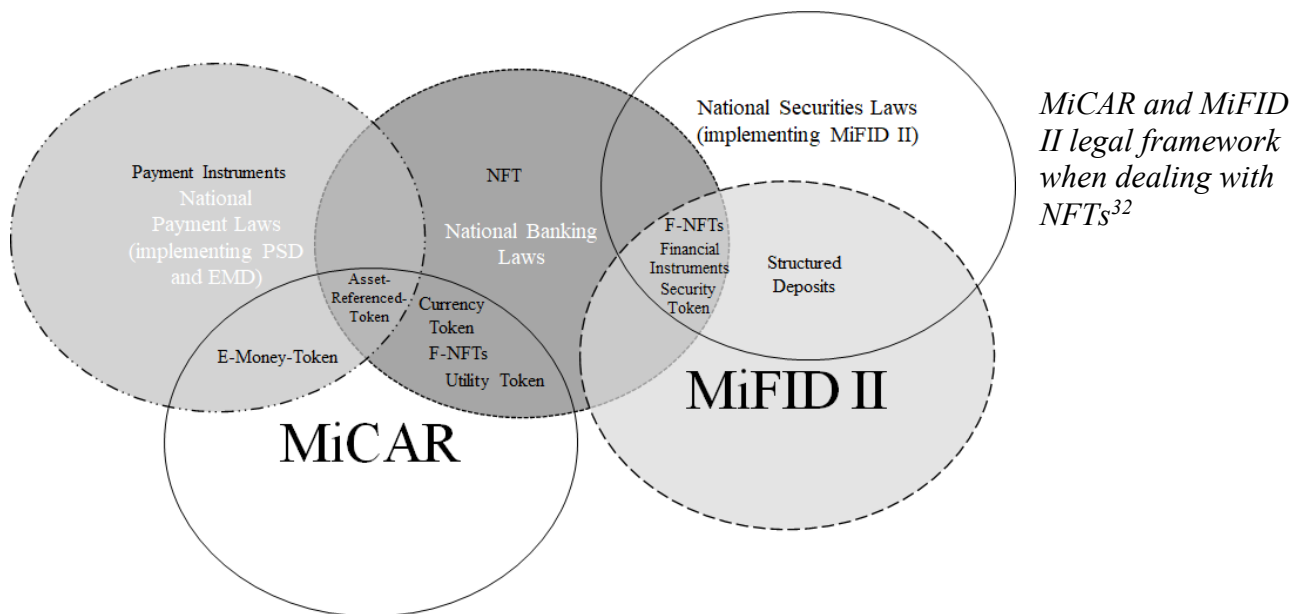 Payment Instruments
National
Payment Laws
(implementing PSD
and EMD)
Asset-
Referenced-
Token
E-Money-Token
NFT
National Banking
Laws
Currency
Token
F-NFTs
Utility Token
MiCAR
National Securities Laws
(implementing MiFID II)
F-NFTs
Financial
Instruments
Security
Token
Structured
Deposits
MiFID II
MiCAR and MiFID
II legal framework
when dealing with
NFTs32